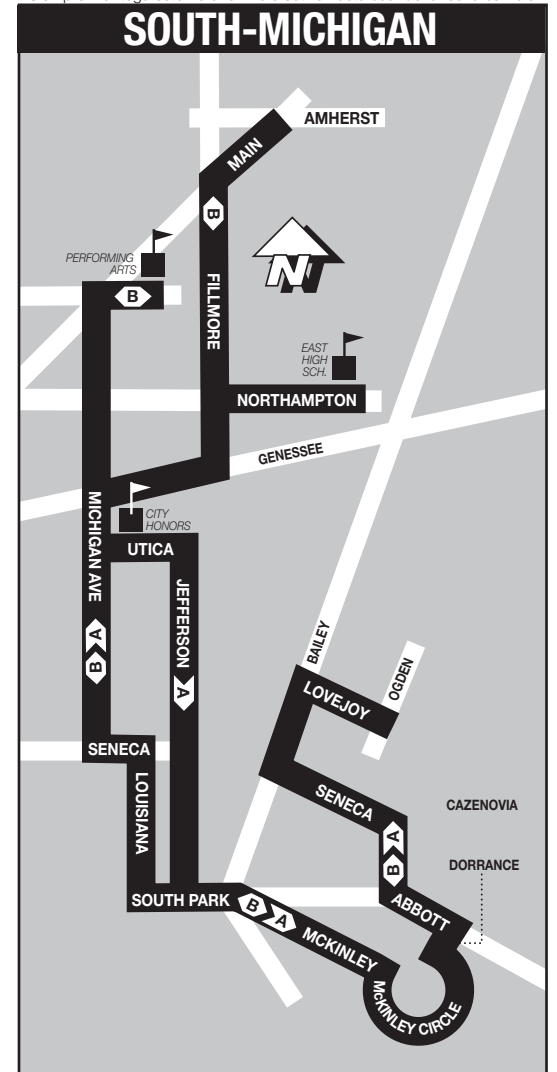 SOUTH-MICHIGAN
AMHERST
MAIN
B
N
PERFORMING
ARTS
B
FILLMORE
EAST
HIGH
SCH.
NORTHAMPTON
GENESSEE
MICHIGAN AVE
CITY
HONORS
UTICA
JEFFERSON
A
B
A
BAILEY
OGDEN
LOVEJOY
SENECA
LOUISIANA
SENECA
CAZENOVIA
A
B
DORRANCE
SOUTH PARK
B
A
ABBOTT
MCKINLEY
McKINLEY CIRCLE